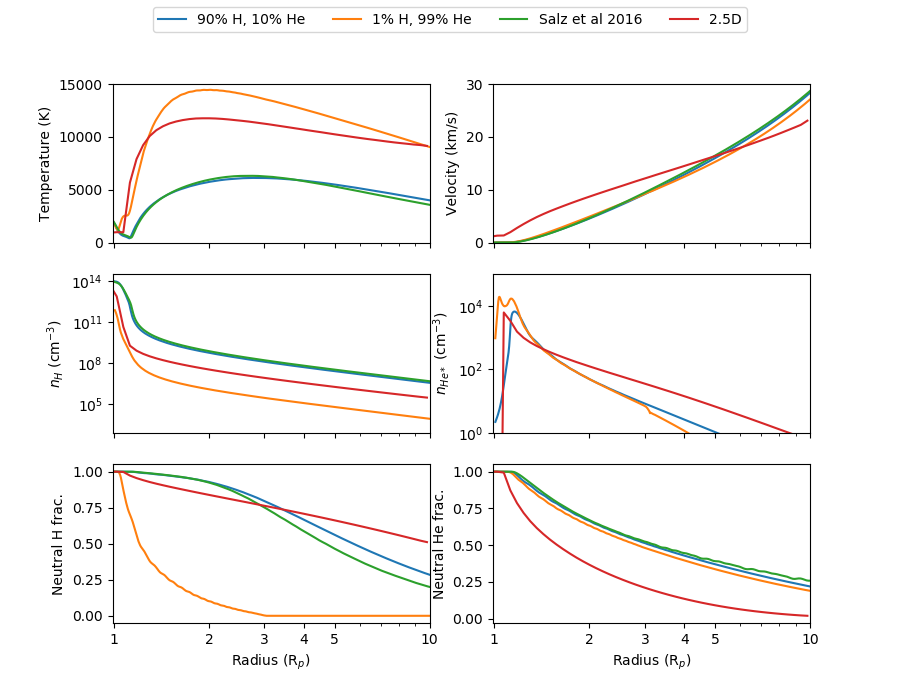 90% H, 10% He 1% H, 99% He Salz et al 2016 2.5D
Temperature (K)
15000
10000
5000
0
Velocity (km/s)
30
20
10
0
n_H (cm^{-3})
10^{14}
10^{11}
10^{8}
10^{5}
n_{He*} (cm^{-3})
10^{4}
10^{2}
10^{0}
Neutral H frac.
1.00
0.75
0.50
0.25
0.00
1 2 3 4 5 10
Radius (R_p)
Neutral He frac.
1.00
0.75
0.50
0.25
0.00
1 2 3 4 5 10
Radius (R_p)